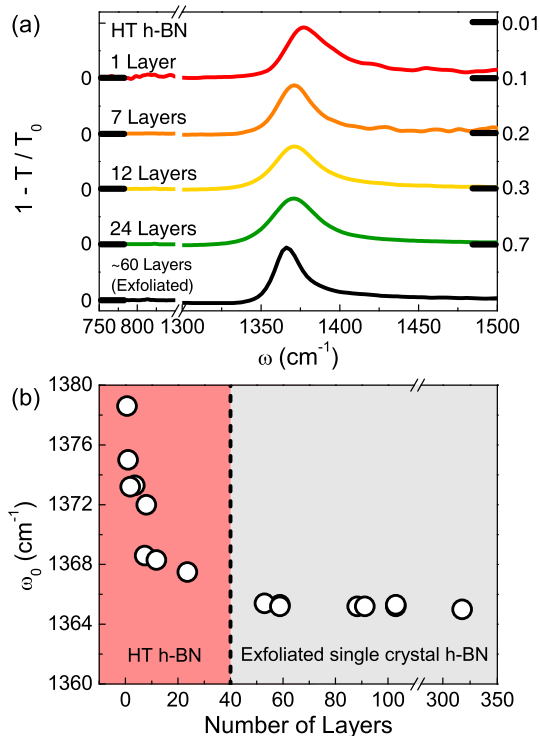 (a)
HT h-BN
1 Layer
7 Layers
12 Layers
24 Layers
~60 Layers
(Exfoliated)
0
0
0
0
0
0.01
0.1
0.2
0.3
0.7
1 - T / T0
750 800 1300 1350 1400 1450 1500
ω (cm-1)
(b)
1380
1376
1372
1368
1364
1360
ω0 (cm-1)
HT h-BN
Exfoliated single crystal h-BN
0 10 20 30 40 60 80 100 300 350
Number of Layers